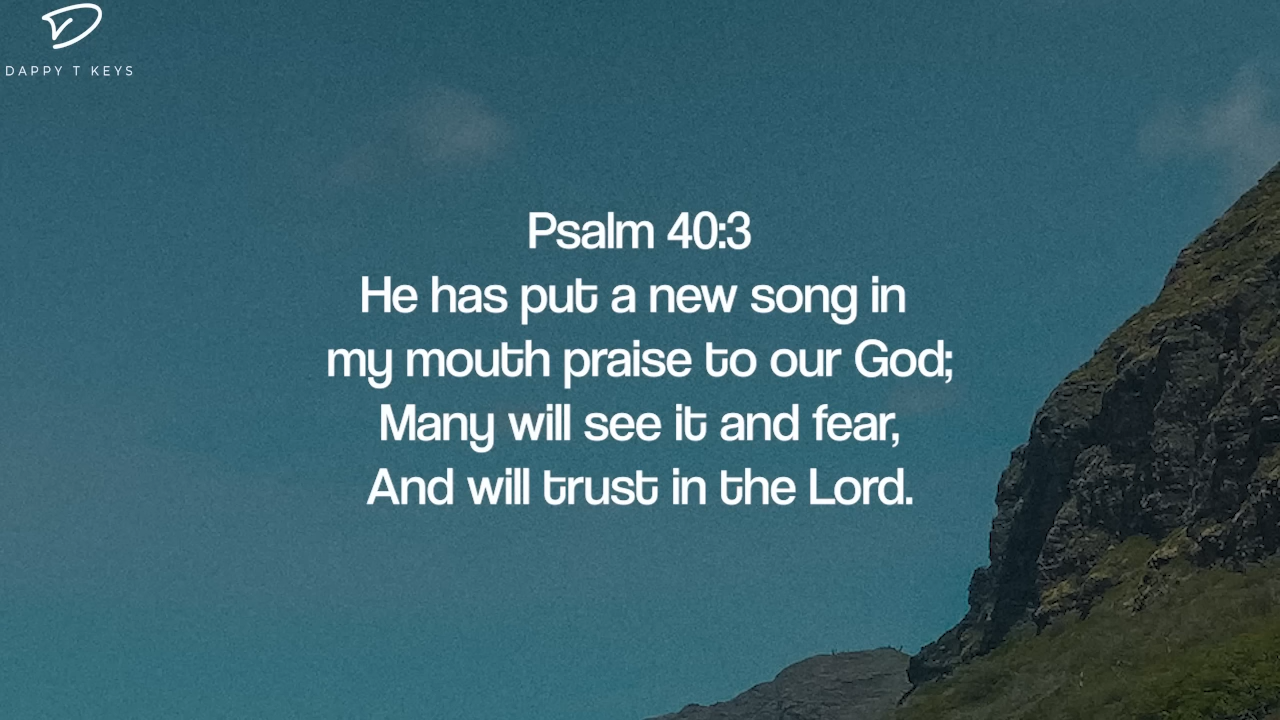 DAPPY T KEYS
Psalm 40:3
He has put a new song in
my mouth praise to our God;
Many will see it and fear,
And will trust in the Lord.